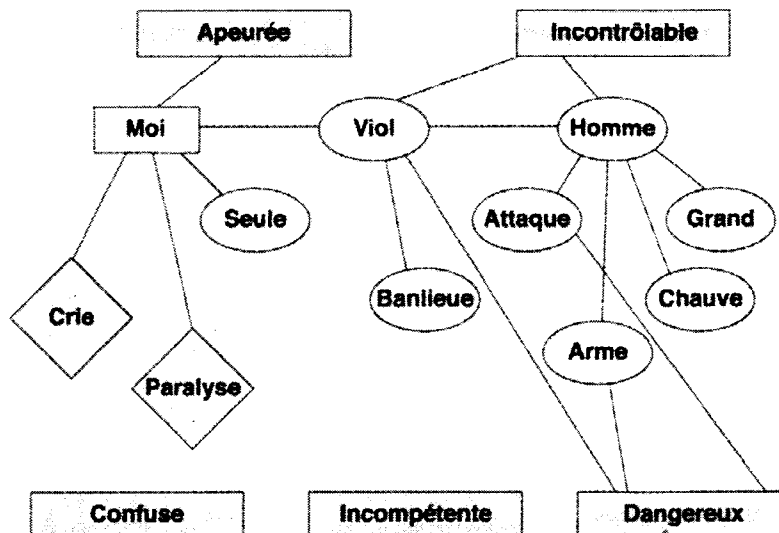 Apeurée
Incontrôlable
Moi
Viol
Homme
Seule
Attaque
Grand
Banlieue
Chauve
Crie
Arme
Paralyse
Confuse
Incompétente
Dangereux